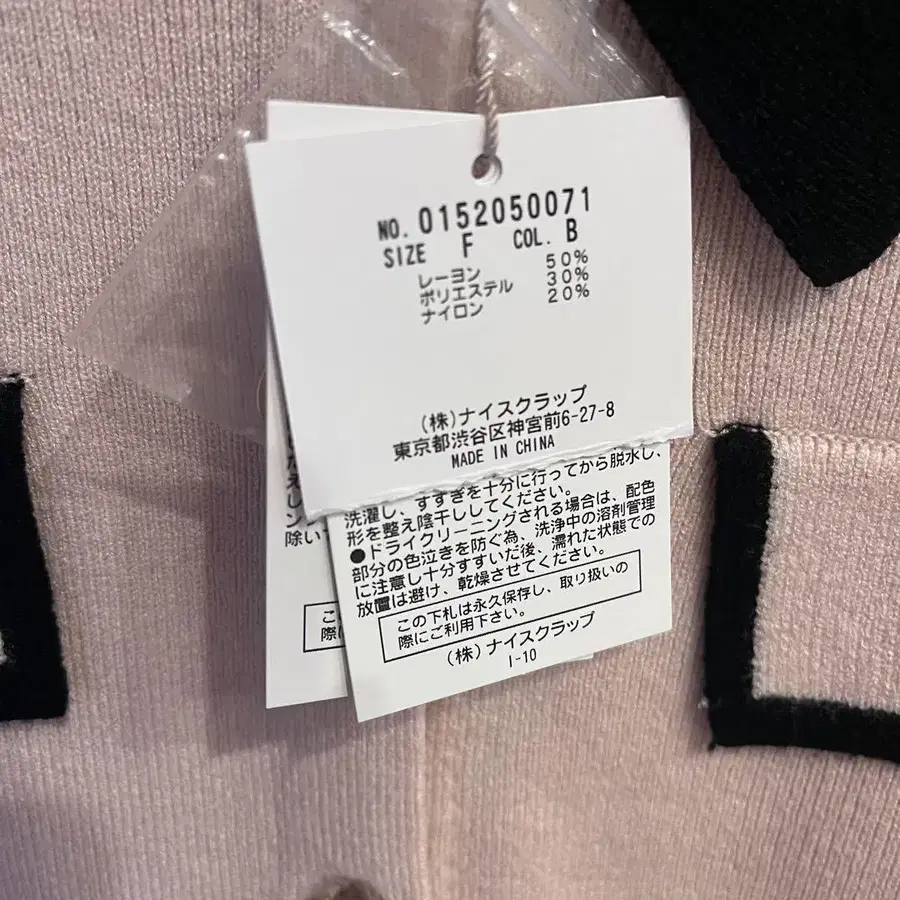 NO. 0152050071
SIZE F COL. B
レーヨン 50%
ポリエステル 30%
ナイロン 20%
(株)ナイスクラップ
東京都渋谷区神宮前6-27-8
MADE IN CHINA
洗濯し、すすぎを十分に行ってから脱水し、
形を整え陰干ししてください。
●ドライクリーニングされる場合は、配色
部分の色泣きを防ぐ為、洗浄中の溶剤管理
に注意し十分すすいだ後、濡れた状態での
放置は避け、乾燥させてください。
この下札は永久保存し、取り扱いの
際にご利用下さい。
(株)ナイスクラップ
I-10
除い
こ
際に